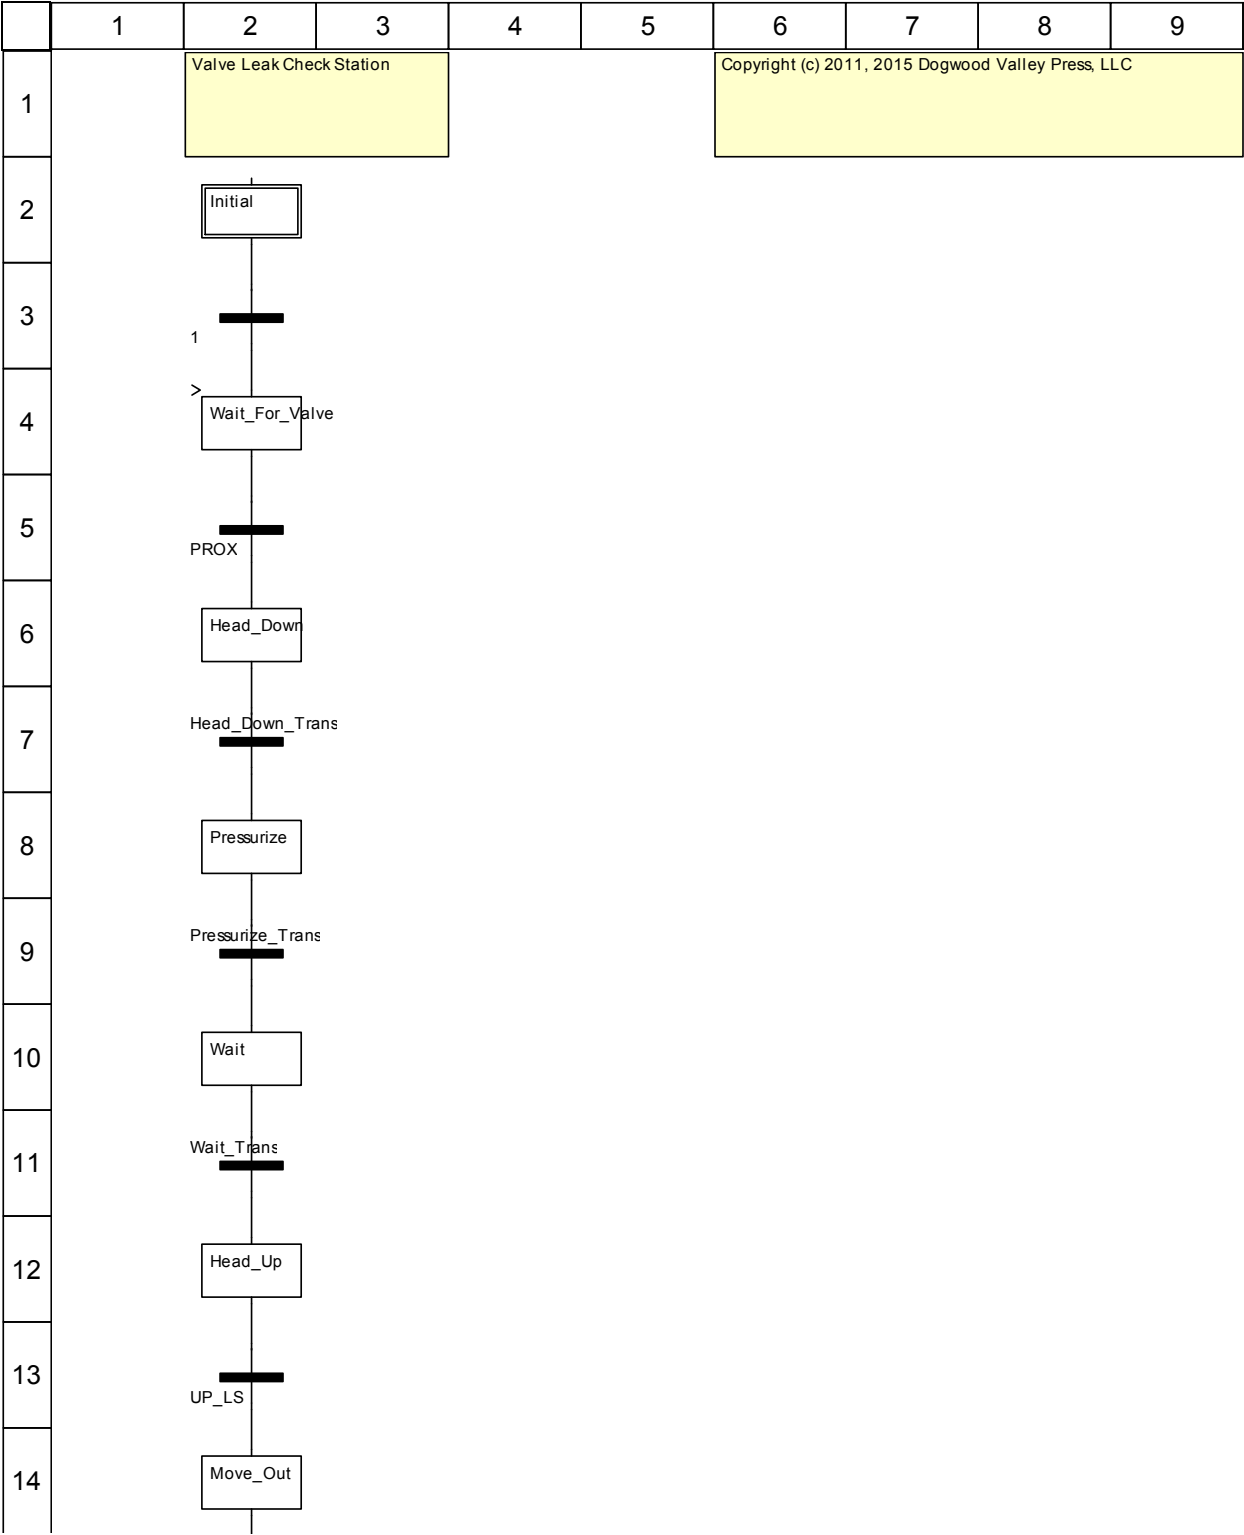 1 2 3 4 5 6 7 8 9
1
Valve Leak Check Station
Copyright (c) 2011, 2015 Dogwood Valley Press, LLC
2
Initial
3
1
>
4
Wait_For_Valve
5
PROX
6
Head_Down
7
Head_Down_Trans
8
Pressurize
9
Pressurize_Trans
10
Wait
11
Wait_Trans
12
Head_Up
13
UP_LS
14
Move_Out